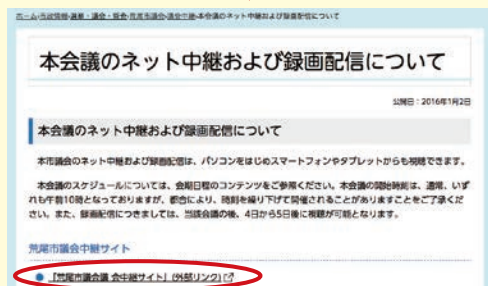 ホーム›市政情報›選挙・議会・監査›荒尾市議会›議会中継›本会議のネット中継および録画配信について
本会議のネット中継および録画配信について
公開日：2016年1月2日
本会議のネット中継および録画配信について
本市議会のネット中継および録画配信は、パソコンをはじめスマートフォンやタブレットからも視聴できます。
本会議のスケジュールについては、会期日程のコンテンツをご参照ください。本会議の開始時刻は、通常、いず
れも午前10時となっておりますが、都合により、時刻を繰り下げて開催されることがありますことをご了承くだ
さい。また、録画配信につきましては、当該会議の後、4日から5日後に視聴が可能となります。
荒尾市議会中継サイト
『荒尾市議会議 会中継サイト』(外部リンク)